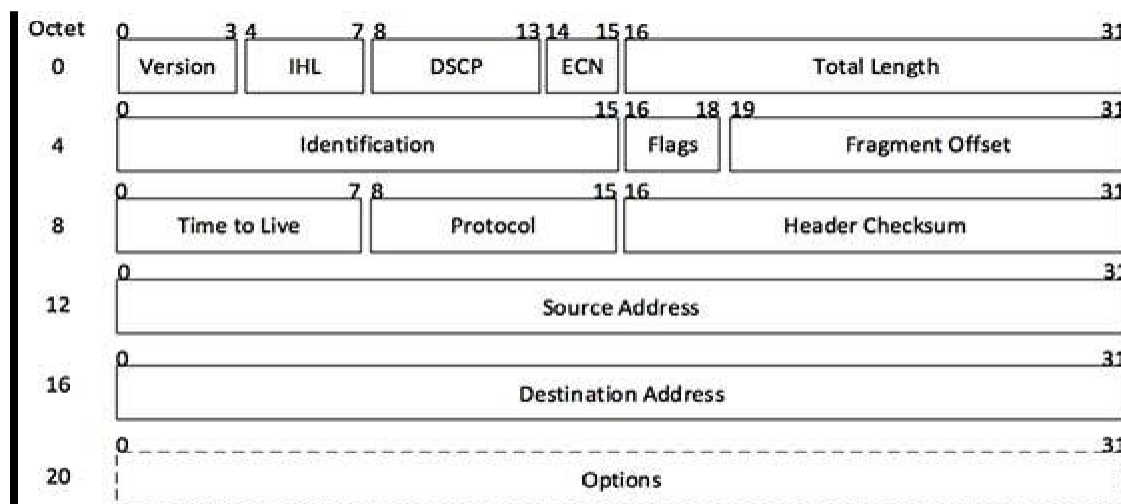 Octet 0 3 4 7 8 13 14 15 16 31
0 Version IHL DSCP ECN Total Length
0 15 16 18 19 31
4 Identification Flags Fragment Offset
0 7 8 15 16 31
8 Time to Live Protocol Header Checksum
0 31
12 Source Address
0 31
16 Destination Address
0 31
20 Options